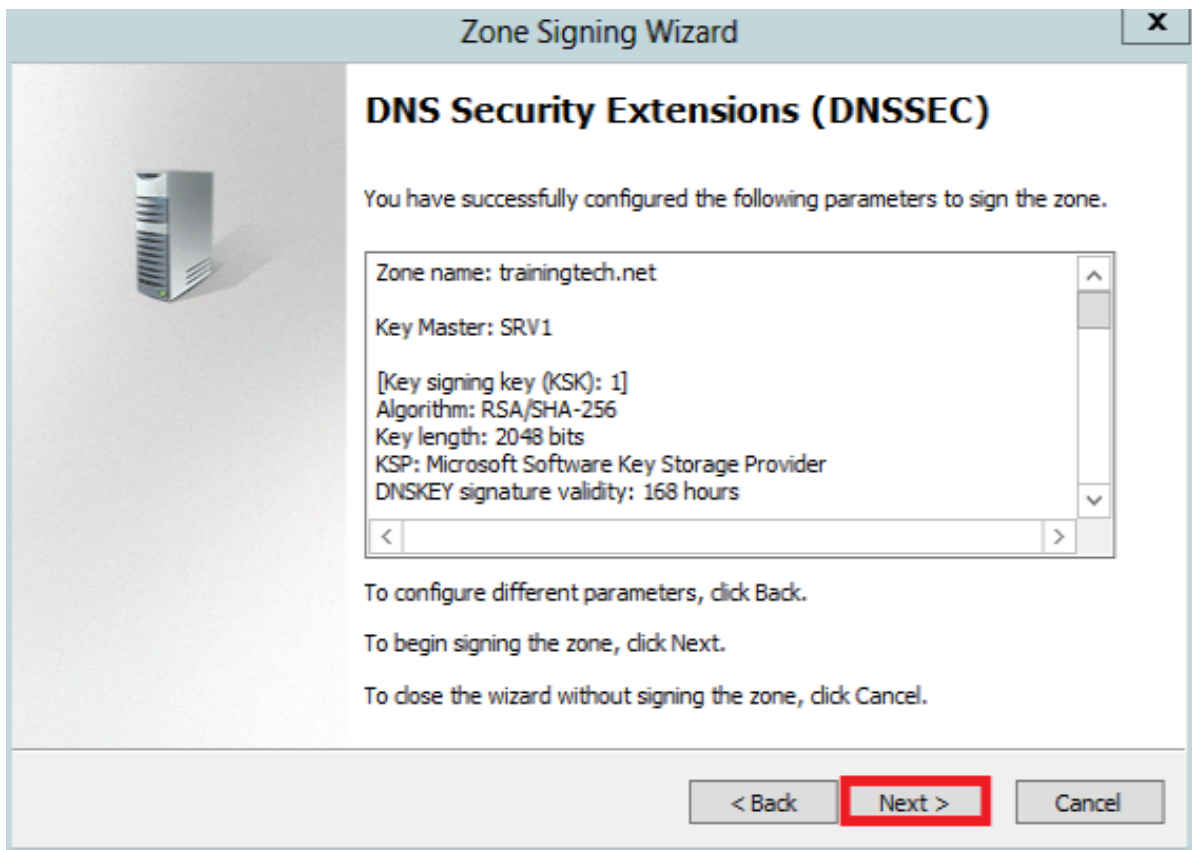 Zone Signing Wizard
x
DNS Security Extensions (DNSSEC)
You have successfully configured the following parameters to sign the zone.
Zone name: trainingtech.net
Key Master: SRV1
[Key signing key (KSK): 1]
Algorithm: RSA/SHA-256
Key length: 2048 bits
KSP: Microsoft Software Key Storage Provider
DNSKEY signature validity: 168 hours
To configure different parameters, click Back.
To begin signing the zone, click Next.
To close the wizard without signing the zone, click Cancel.
< Back
Next >
Cancel